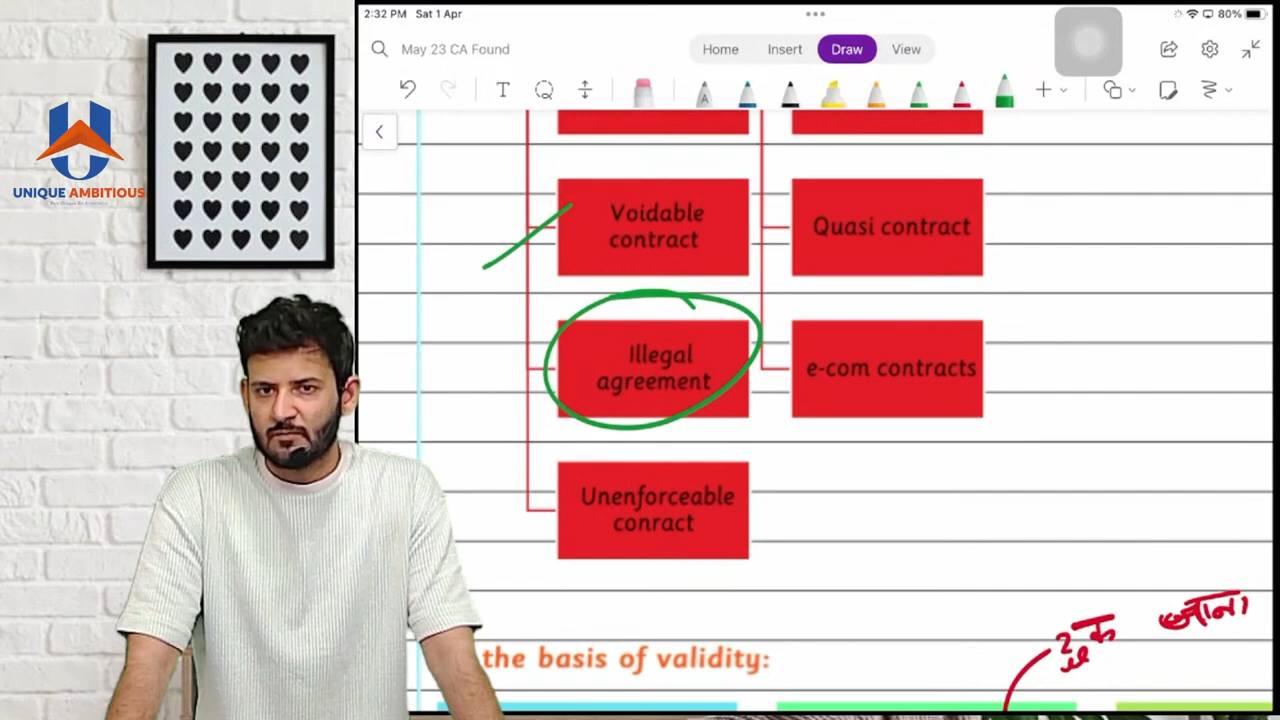 2:32 PM Sat 1 Apr
80%
May 23 CA Found
Home Insert Draw View
UNIQUE AMBITIOUS
Voidable
contract
Quasi contract
Illegal
agreement
e-com contracts
Unenforceable
conract
the basis of validity: